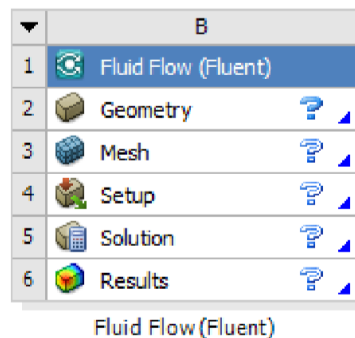 B
1 Fluid Flow (Fluent)
2 Geometry ?
3 Mesh ?
4 Setup ?
5 Solution ?
6 Results ?
Fluid Flow (Fluent)